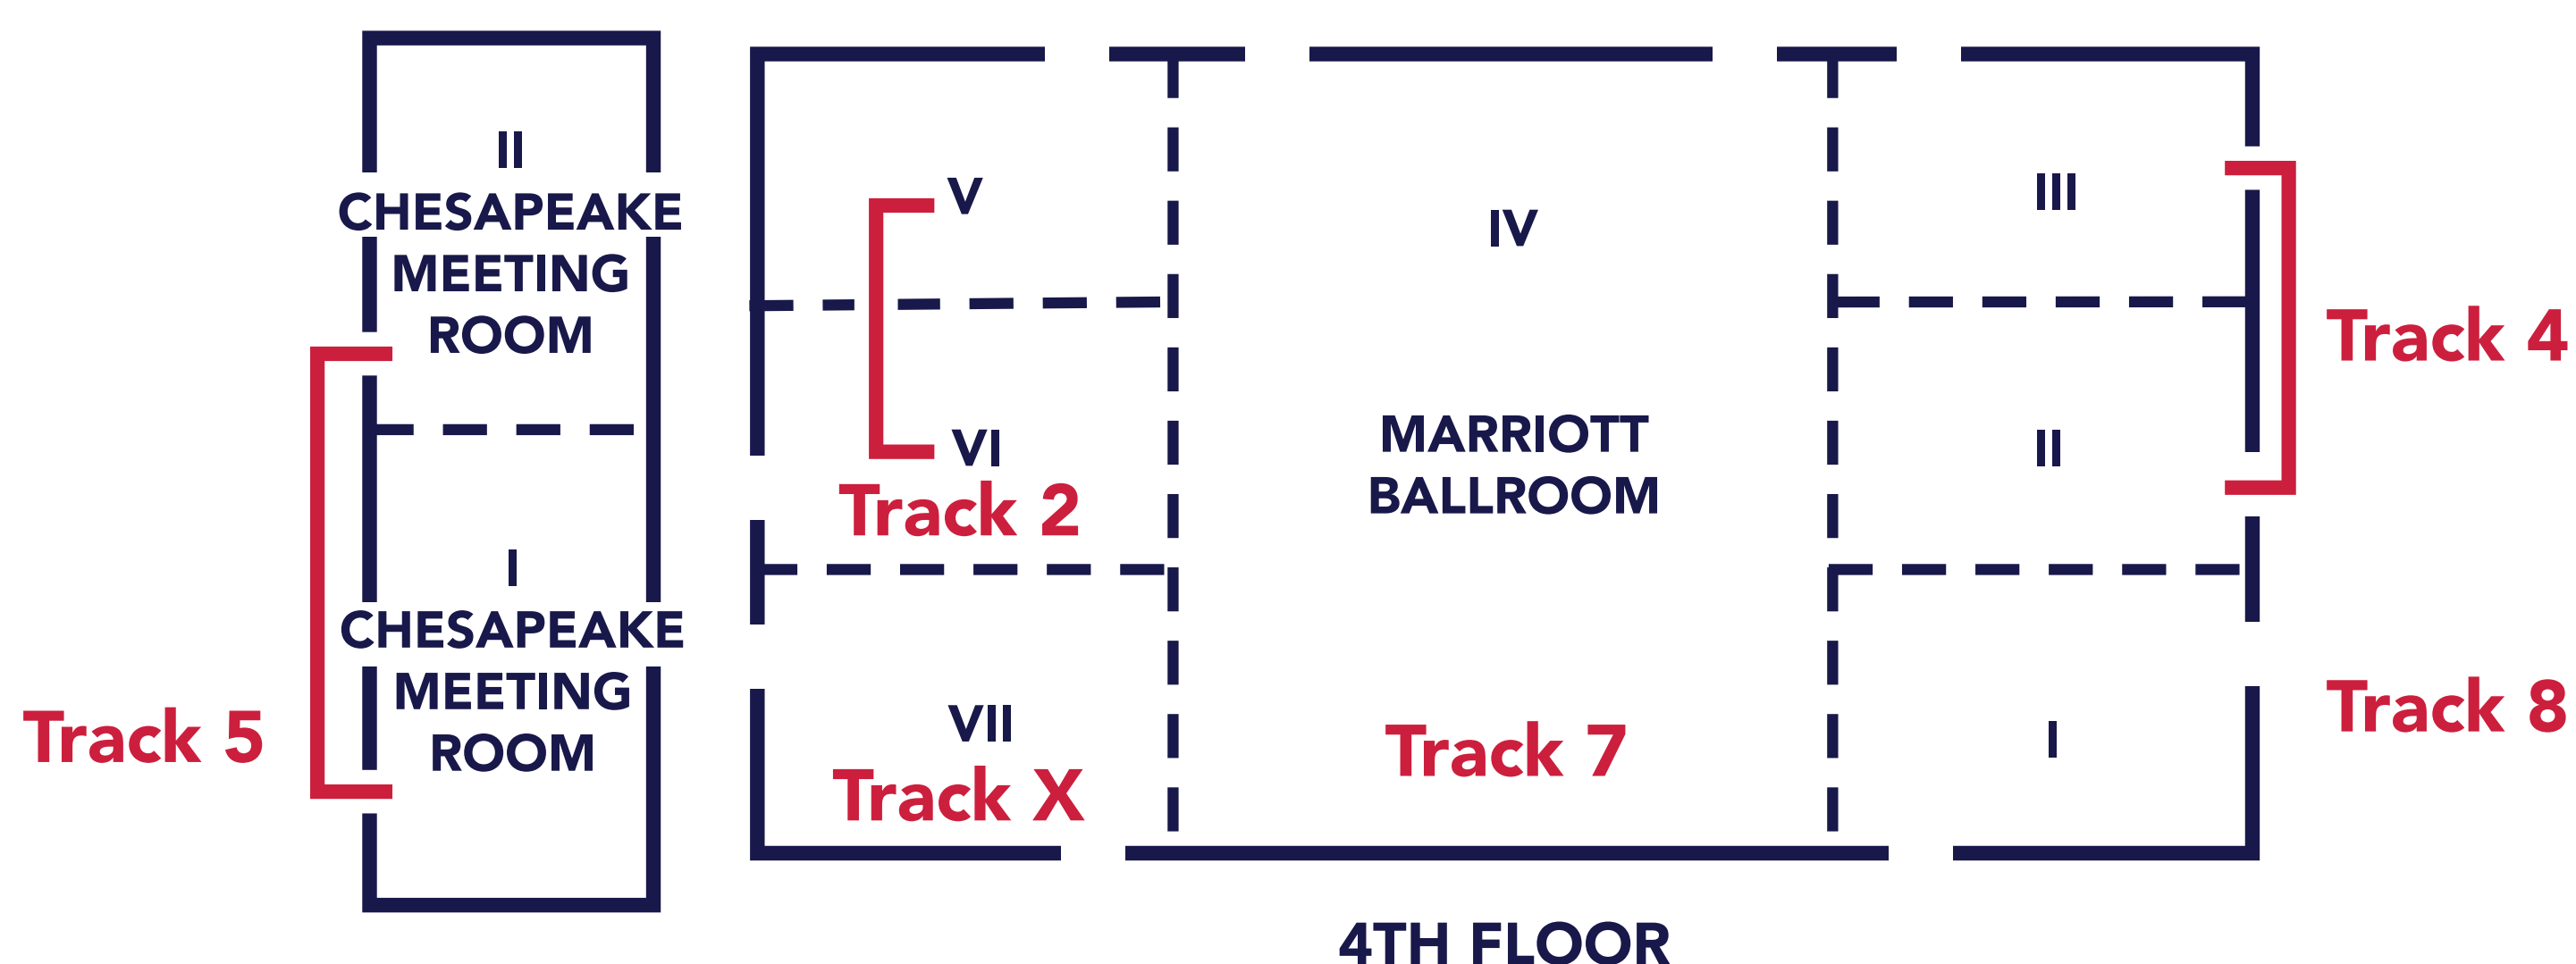 II
CHESAPEAKE
MEETING
ROOM
I
CHESAPEAKE
MEETING
ROOM
Track 5
V
VI
Track 2
VII
Track X
IV
MARRIOTT
BALLROOM
Track 7
III
II
Track 4
I
Track 8
4TH FLOOR